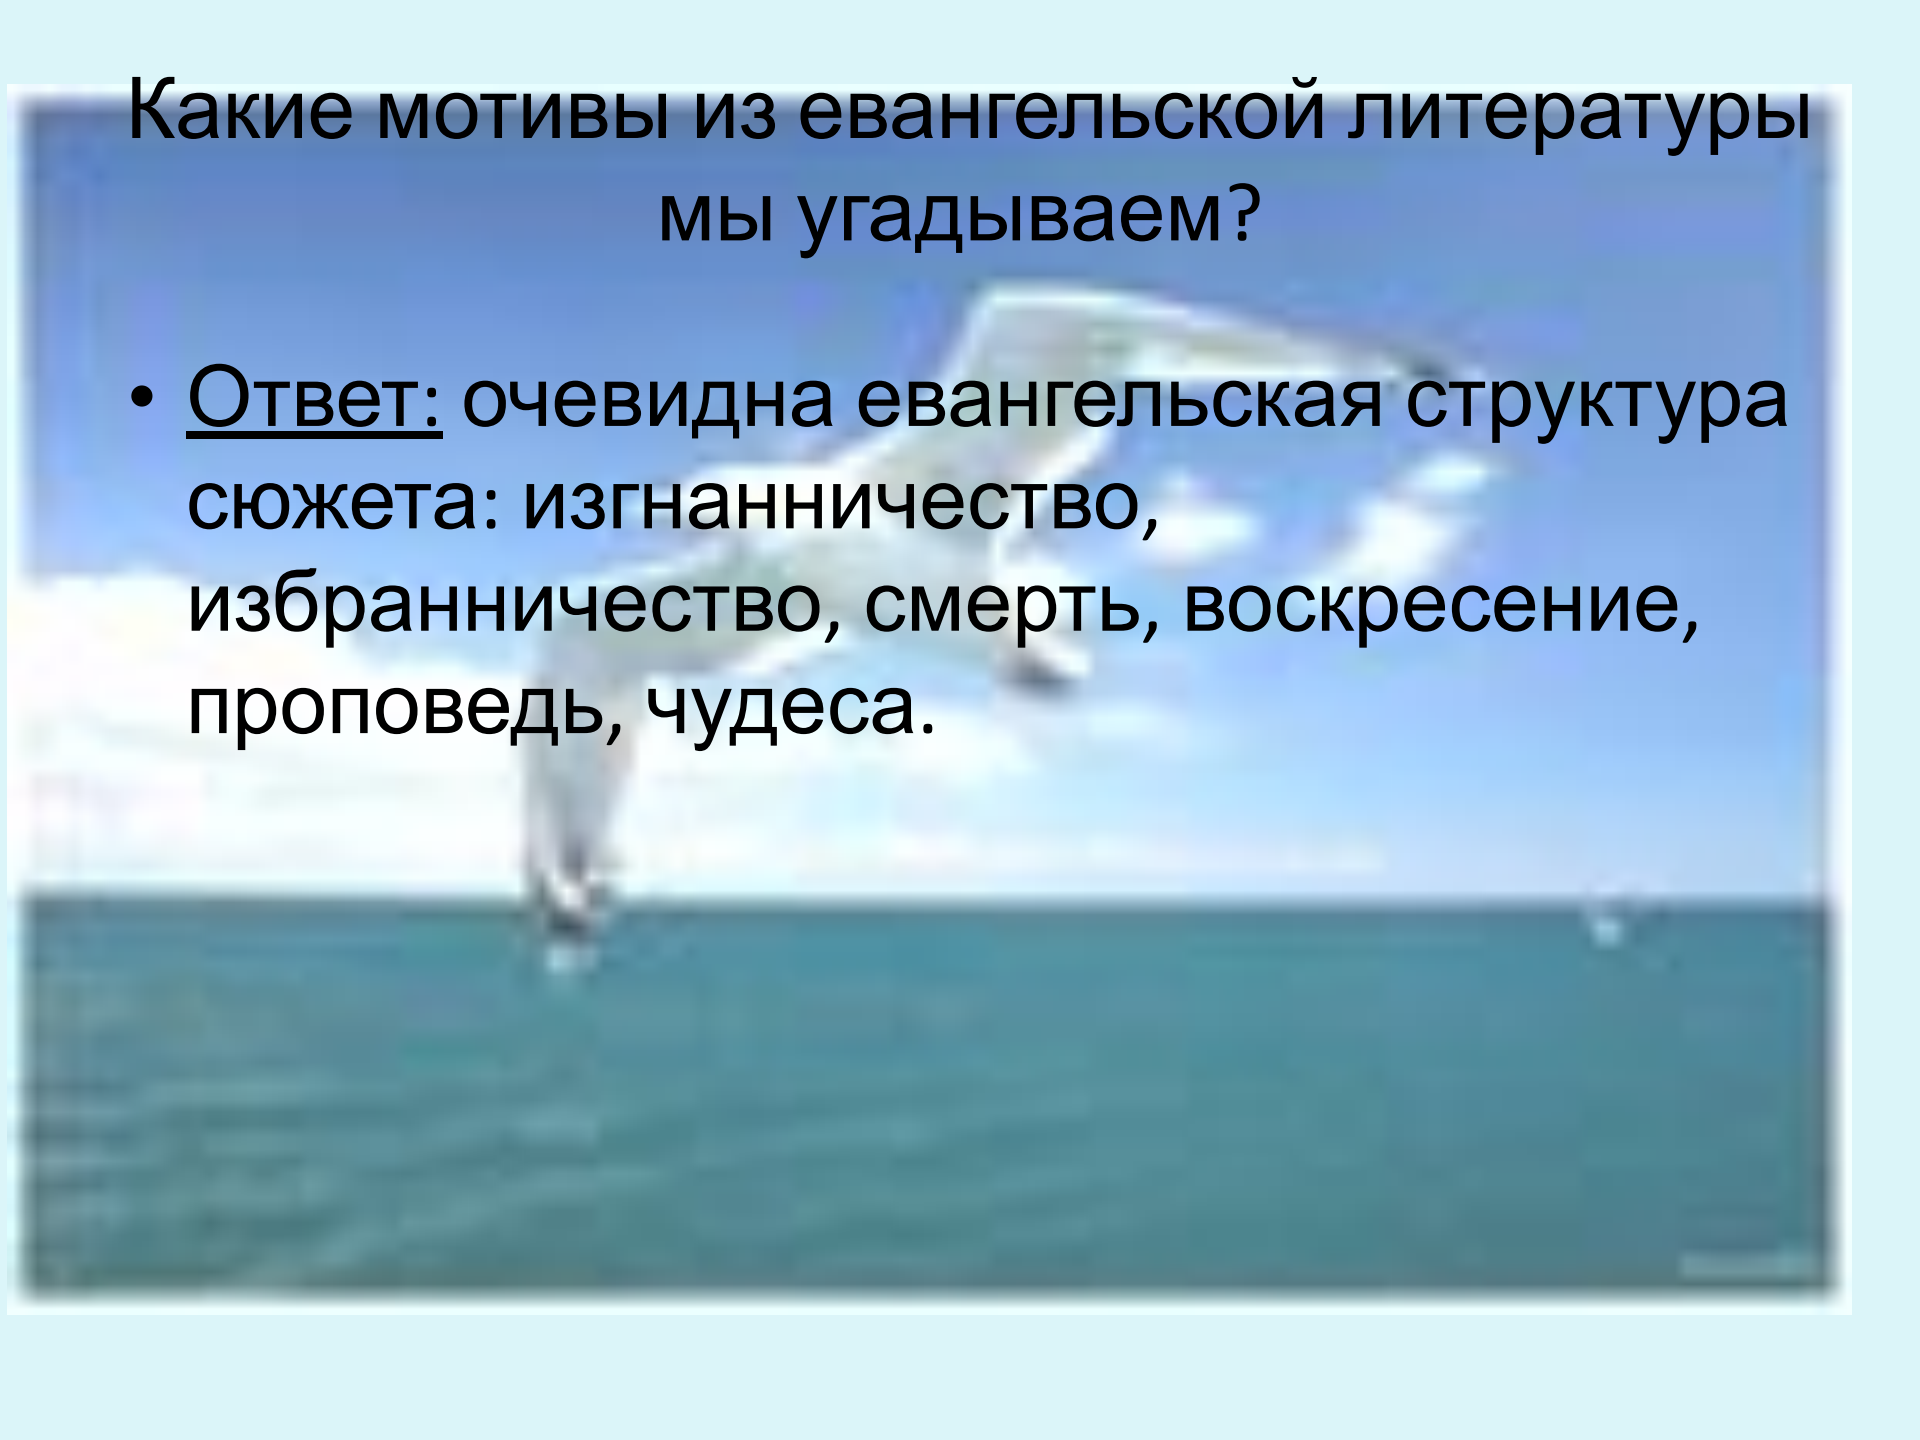 Какие мотивы из евангельской литературы
мы угадываем?
• Ответ: очевидна евангельская структура
сюжета: изгнанничество,
избранничество, смерть, воскресение,
проповедь, чудеса.